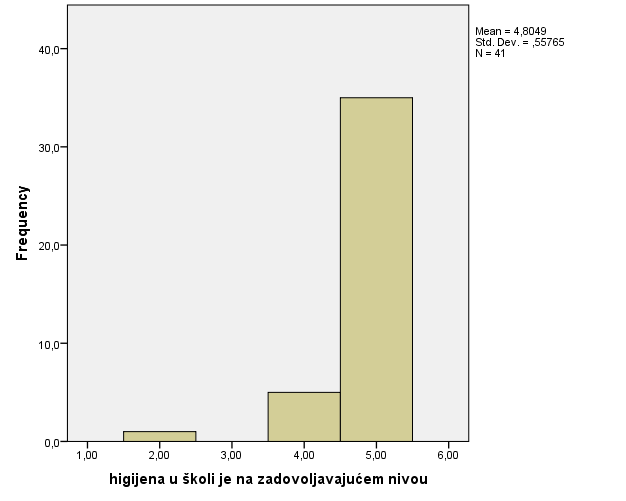 Mean = 4,8049
Std. Dev. = ,55765
N = 41
Frequency
40,0
30,0
20,0
10,0
0,0
1,00 2,00 3,00 4,00 5,00 6,00
higijena u školi je na zadovoljavajućem nivou